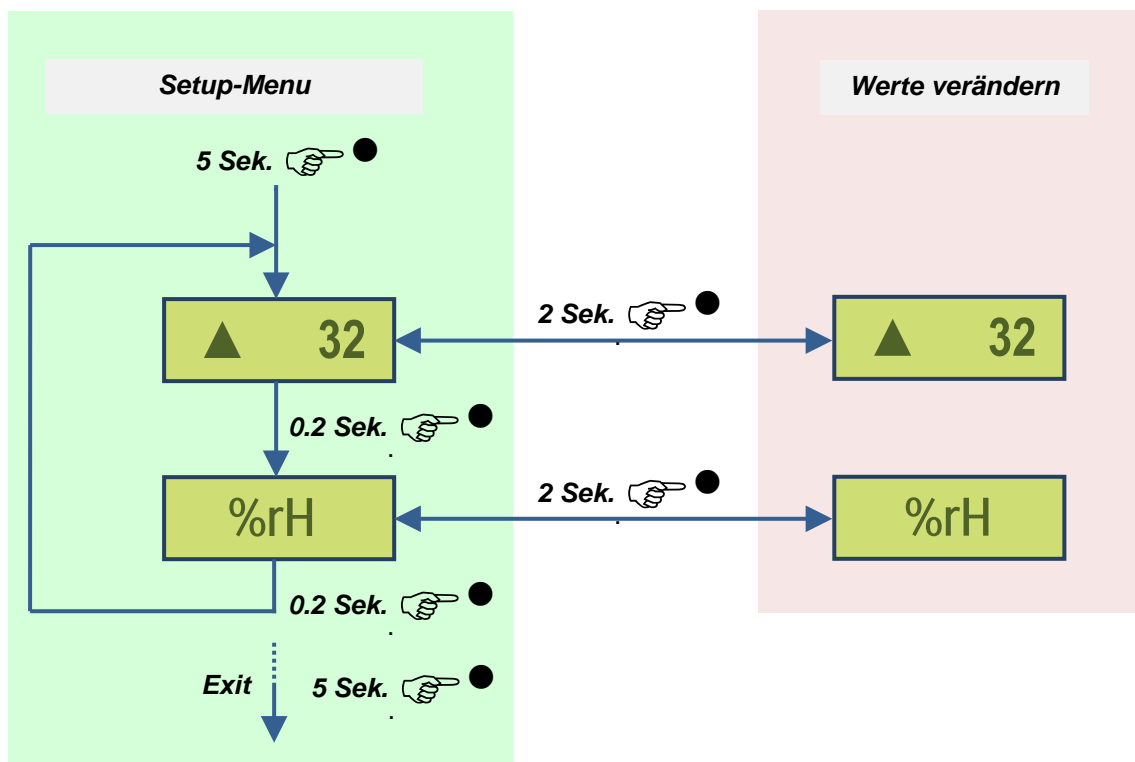 Setup-Menu
Werte verändern
5 Sek. ☞ ●
▲ 32
2 Sek. ☞ ●
▲ 32
0.2 Sek. ☞ ●
%rH
2 Sek. ☞ ●
%rH
0.2 Sek. ☞ ●
Exit
5 Sek. ☞ ●